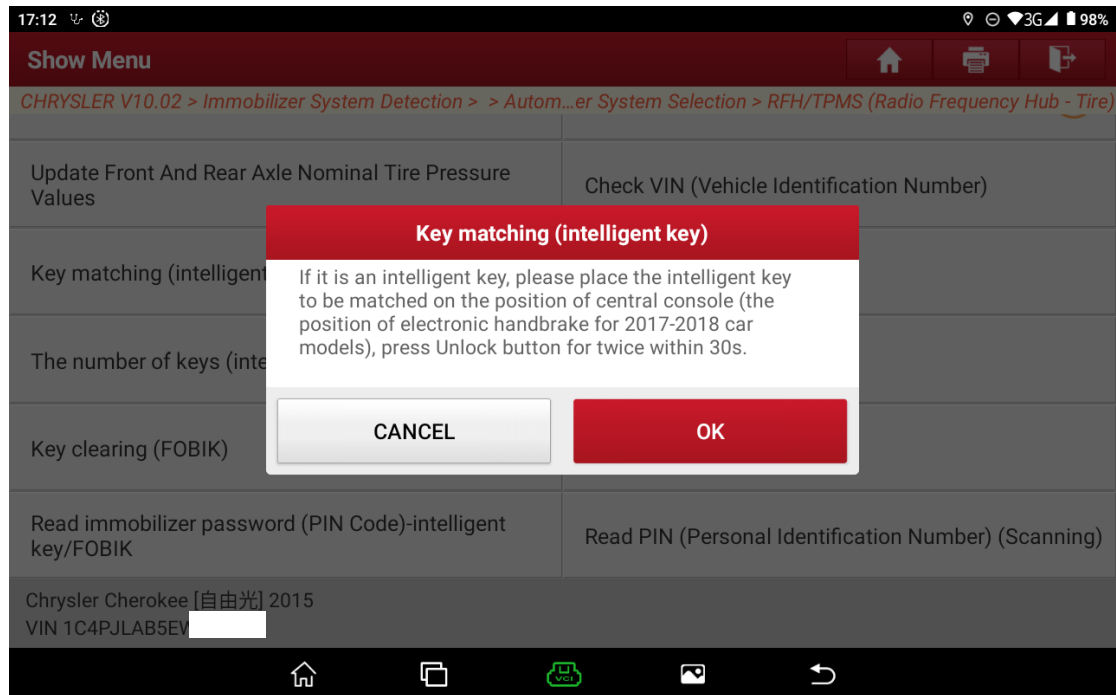 17:12
3G 98%
Show Menu
CHRYSLER V10.02 > Immobilizer System Detection > > Autom...er System Selection > RFH/TPMS (Radio Frequency Hub - Tire)
Update Front And Rear Axle Nominal Tire Pressure
Values
Check VIN (Vehicle Identification Number)
Key matching (intelligent
Key matching (intelligent key)
If it is an intelligent key, please place the intelligent key
to be matched on the position of central console (the
position of electronic handbrake for 2017-2018 car
models), press Unlock button for twice within 30s.
CANCEL
OK
The number of keys (inte
Key clearing (FOBIK)
Read immobilizer password (PIN Code)-intelligent
key/FOBIK
Read PIN (Personal Identification Number) (Scanning)
Chrysler Cherokee [自由光] 2015
VIN 1C4PJLAB5EW
VCI